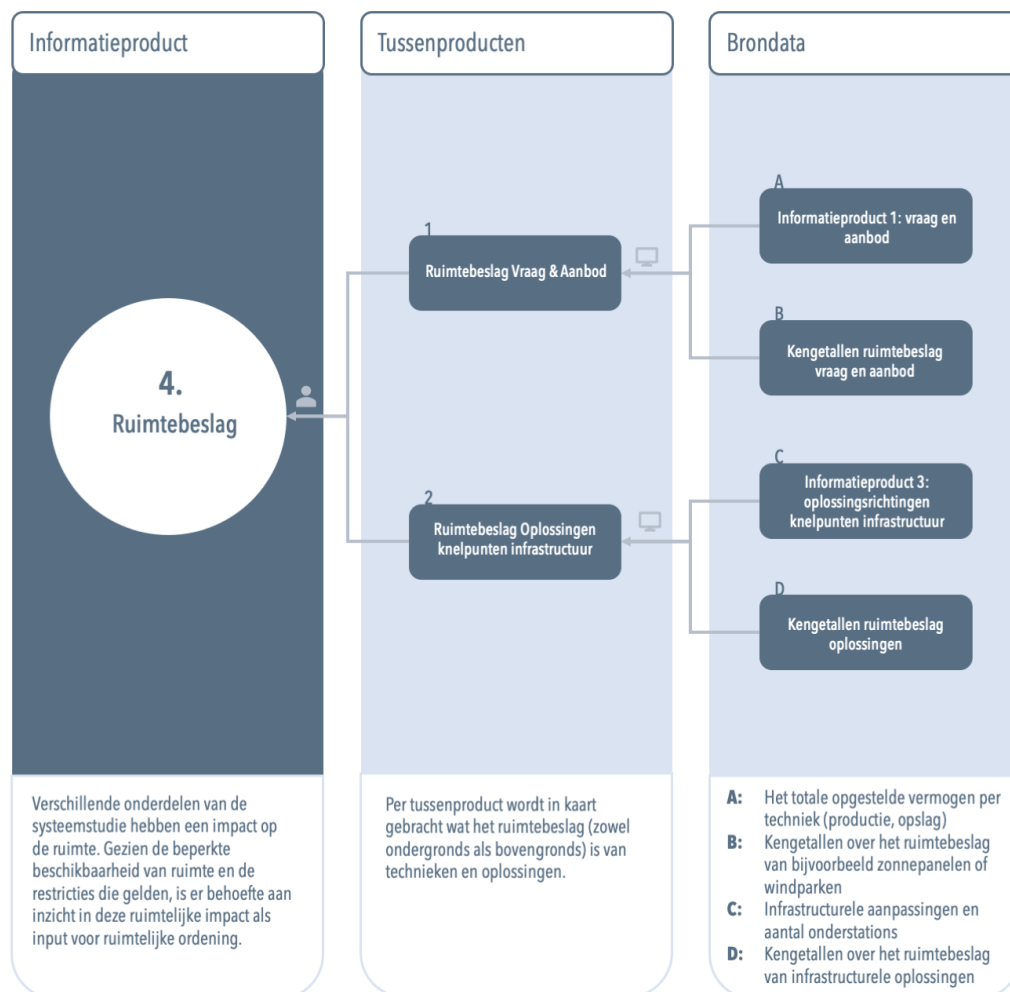 Informatieproduct
Tussenproducten
Brondata
4.
Ruimtebeslag
1
Ruimtebeslag Vraag & Aanbod
2
Ruimtebeslag Oplossingen
knelpunten infrastructuur
A
Informatieproduct 1: vraag en
aanbod
B
Kengetallen ruimtebeslag
vraag en aanbod
C
Informatieproduct 3:
oplossingsrichtingen
knelpunten infrastructuur
D
Kengetallen ruimtebeslag
oplossingen
Verschillende onderdelen van de
systeemstudie hebben een impact op
de ruimte. Gezien de beperkte
beschikbaarheid van ruimte en de
restricties die gelden, is er behoefte aan
inzicht in deze ruimtelijke impact als
input voor ruimtelijke ordening.
Per tussenproduct wordt in kaart
gebracht wat het ruimtebeslag (zowel
ondergronds als bovengronds) is van
technieken en oplossingen.
A: Het totale opgestelde vermogen per
techniek (productie, opslag)
B: Kengetallen over het ruimtebeslag
van bijvoorbeeld zonnepanelen of
windparken
C: Infrastructurele aanpassingen en
aantal onderstations
D: Kengetallen over het ruimtebeslag
van infrastructurele oplossingen